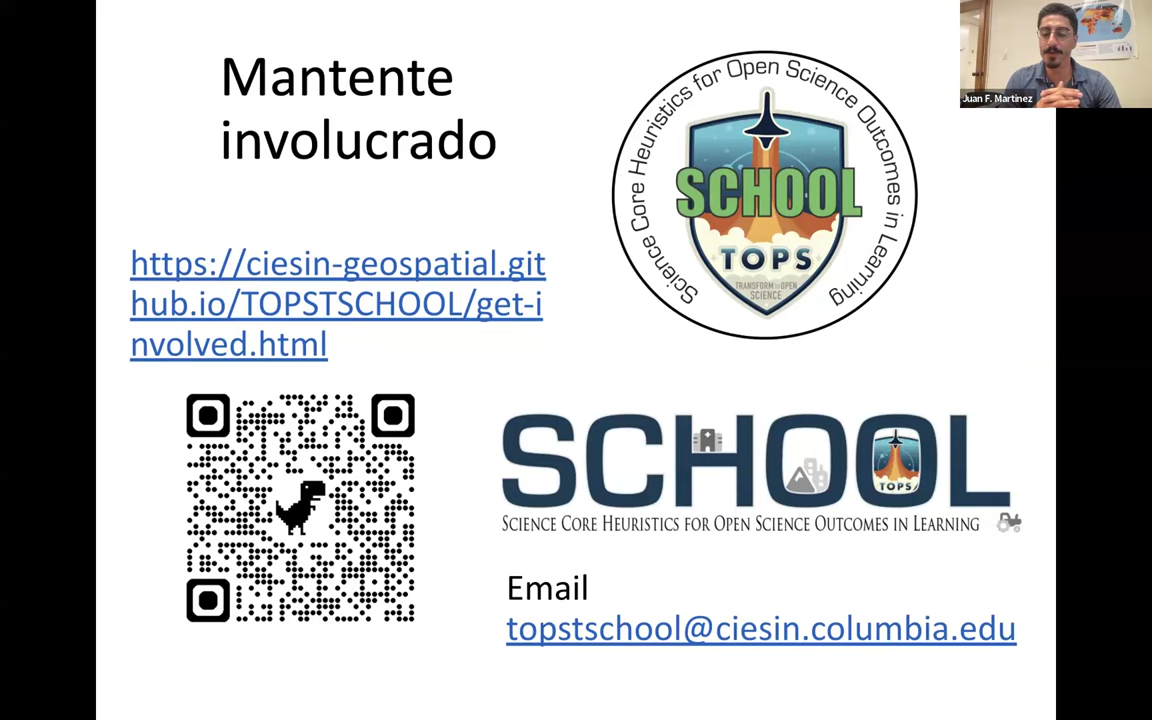 Mantente
involucrado
https://ciesin-geospatial.git
hub.io/TOPSTSCHOOL/get-i
nvolved.html
Science Core Heuristics for Open Science Outcomes in Learning
SCHOOL
TOPS
TRANSFORM TO OPEN
SCIENCE
Juan F. Martinez
SCHOOL
TOPS
SCIENCE CORE HEURISTICS FOR OPEN SCIENCE OUTCOMES IN LEARNING
Email
topstschool@ciesin.columbia.edu